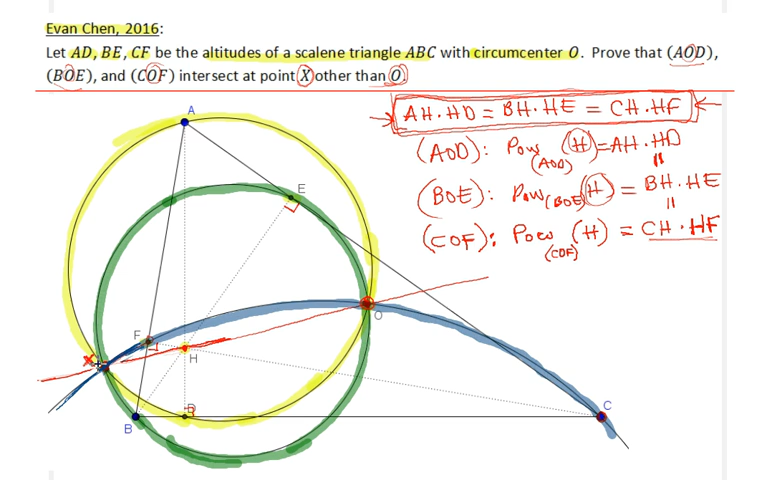 Evan Chen, 2016:
Let AD, BE, CF be the altitudes of a scalene triangle ABC with circumcenter O. Prove that (AOD),
(BOE), and (COF) intersect at point X other than O.
AH·HD = BH·HE = CH·HF
(AOD): Pow(AOD) (H) = AH·HD
(BOE): Pow(BOE) (H) = BH·HE
(COF): Pow(COF) (H) = CH·HF
A
E
O
F
H
X
D
B
C